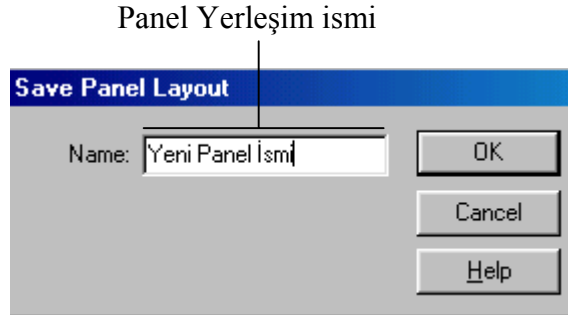 Panel Yerleşim ismi
Save Panel Layout
Name: Yeni Panel İsmi OK
Cancel
Help